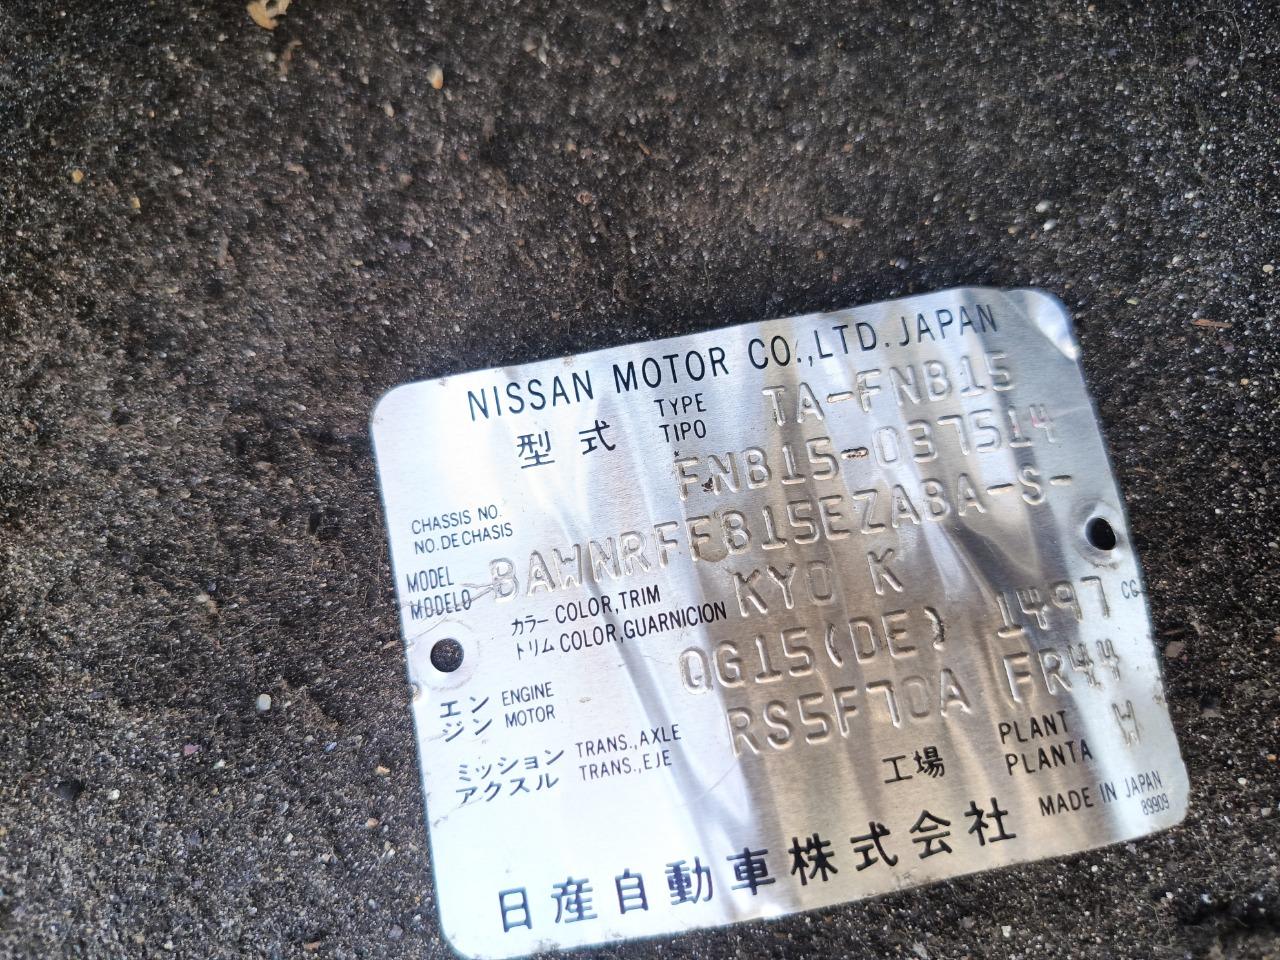 NISSAN MOTOR CO.,LTD. JAPAN
型式 TYPE TIPO TA-FNB15
CHASSIS NO. NO.DE CHASIS FNB15-037514
MODEL MODELO BAWNRFFB15EZABA-S-
カラー COLOR,TRIM KYO K
トリム COLOR,GUARNICION
エンジン ENGINE MOTOR QG15(DE) 1497 CC
ミッション TRANS.,AXLE RS5F70A FR44
アクスル TRANS.,EJE
工場 PLANT PLANTA W
日産自動車株式会社 MADE IN JAPAN
89909